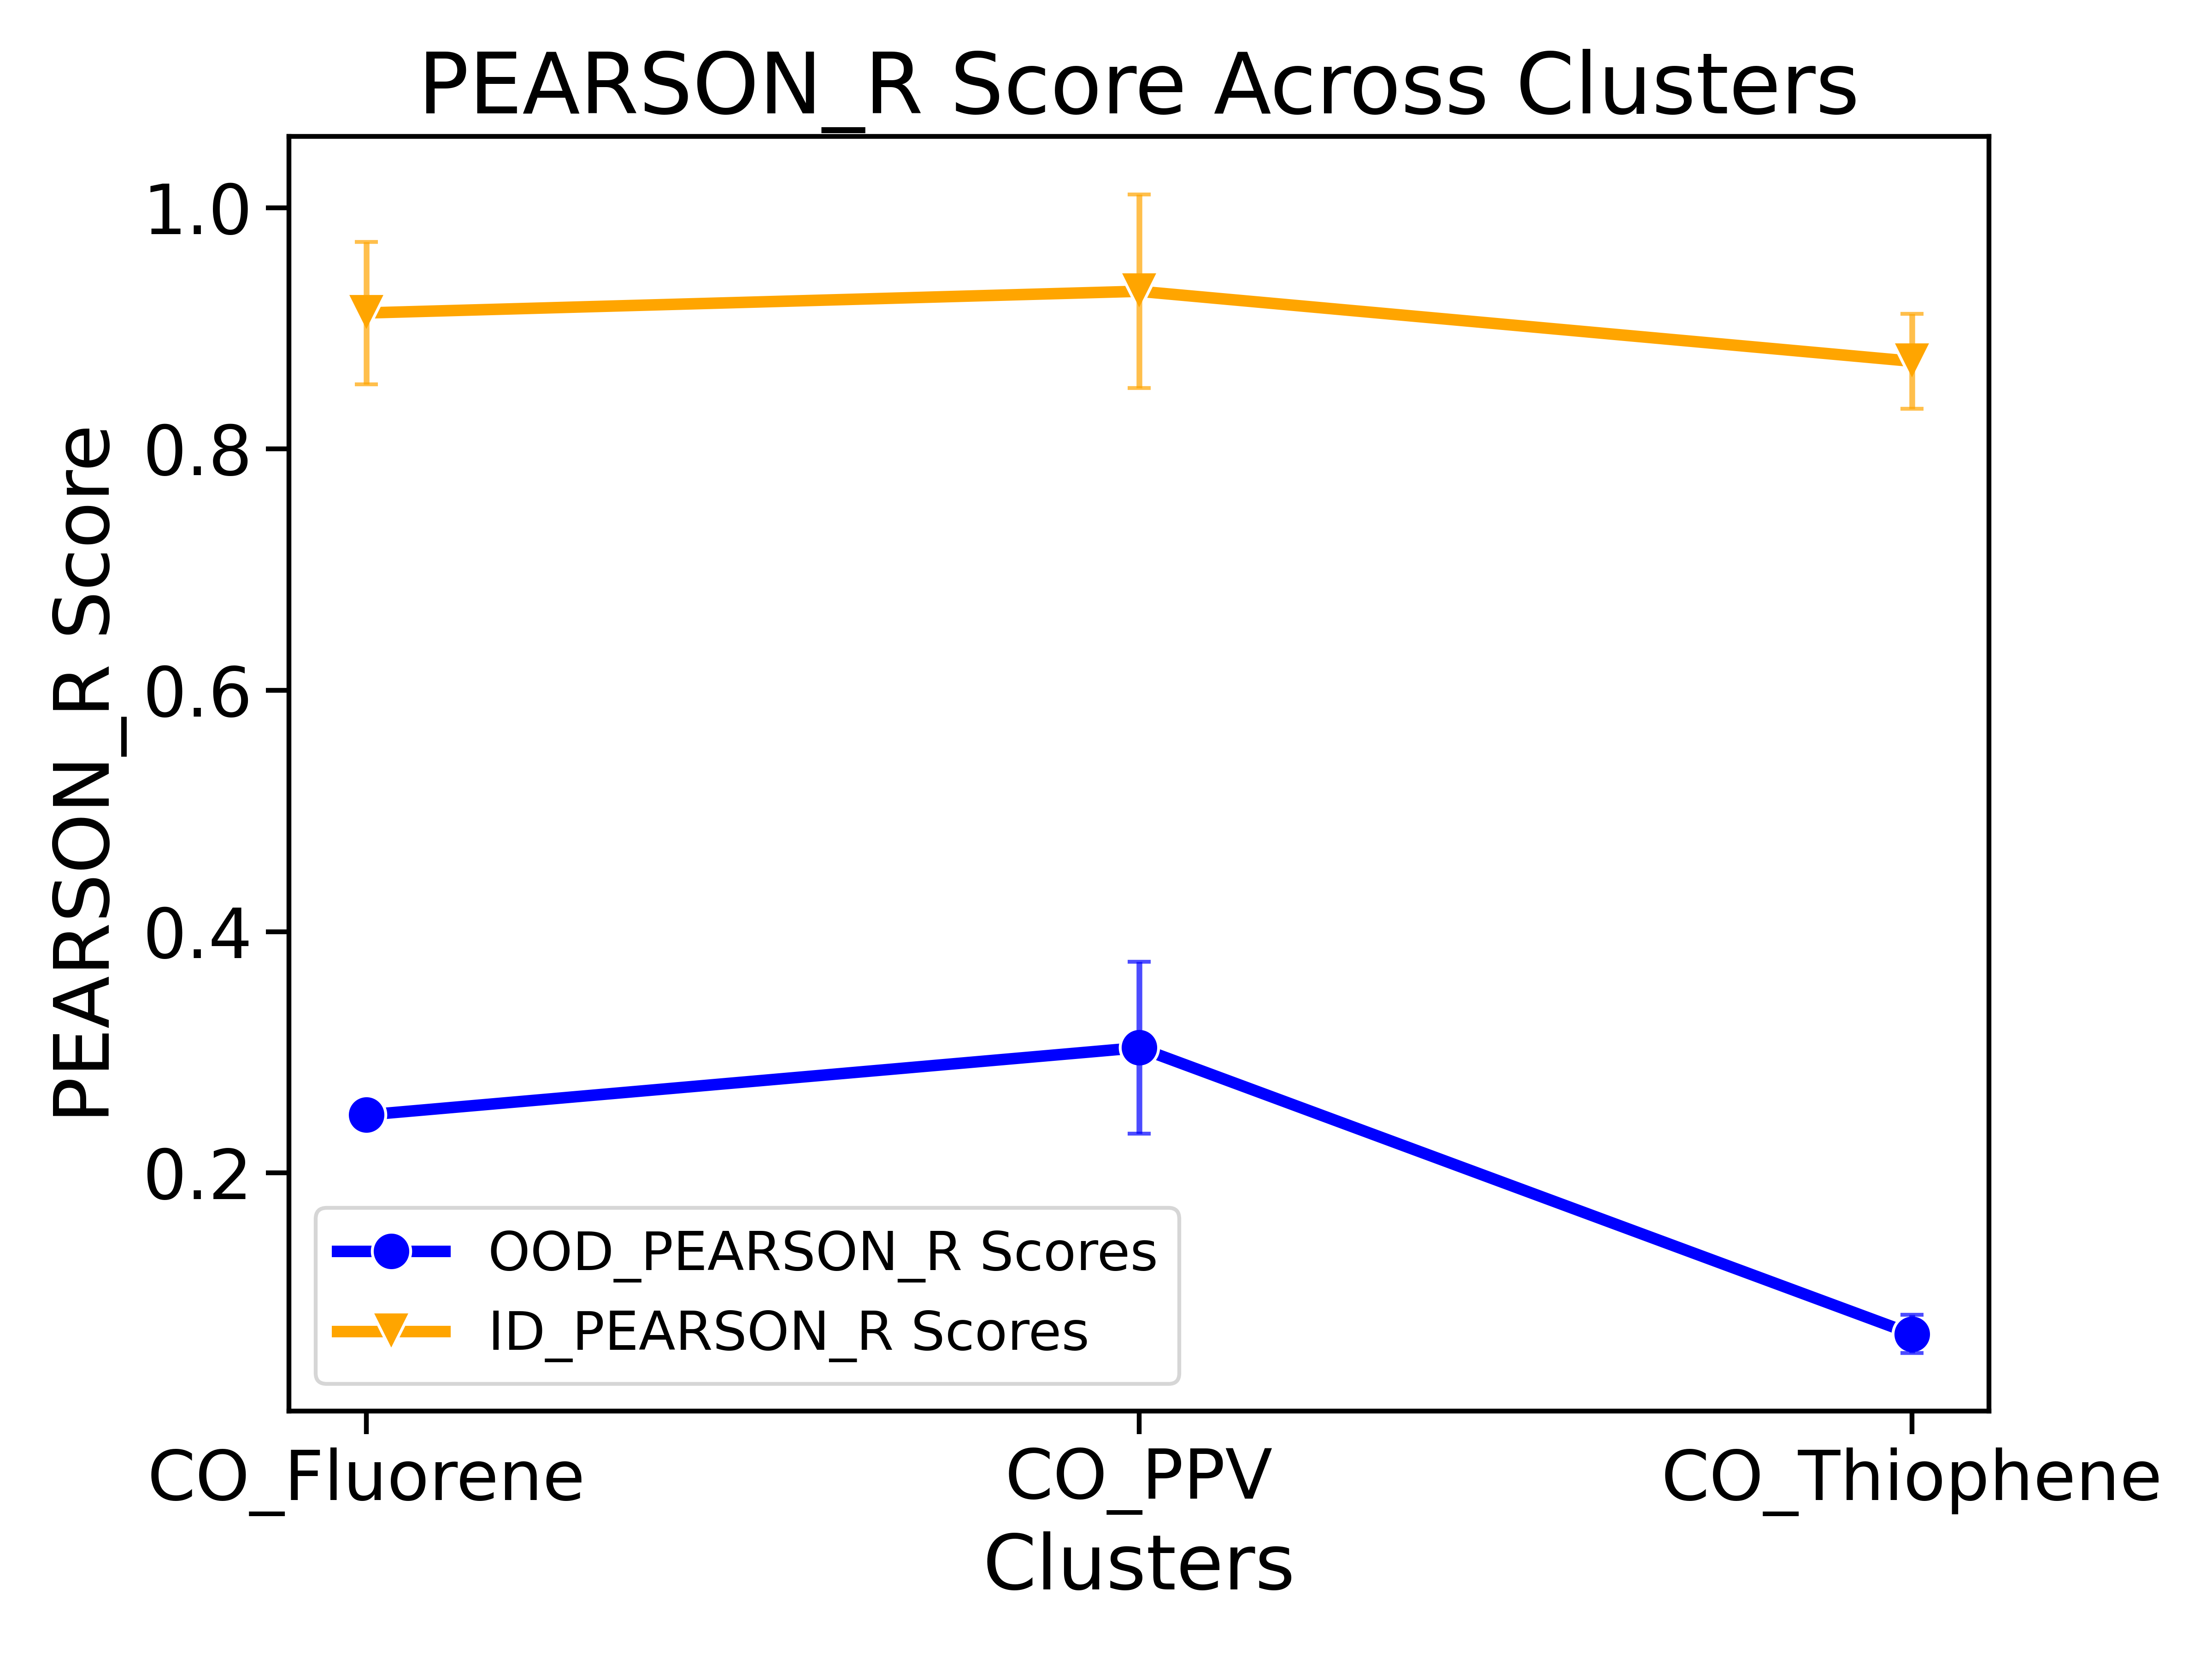 PEARSON_R Score Across Clusters
PEARSON_R Score
1.0
0.8
0.6
0.4
0.2
OOD_PEARSON_R Scores
ID_PEARSON_R Scores
CO_Fluorene CO_PPV CO_Thiophene
Clusters